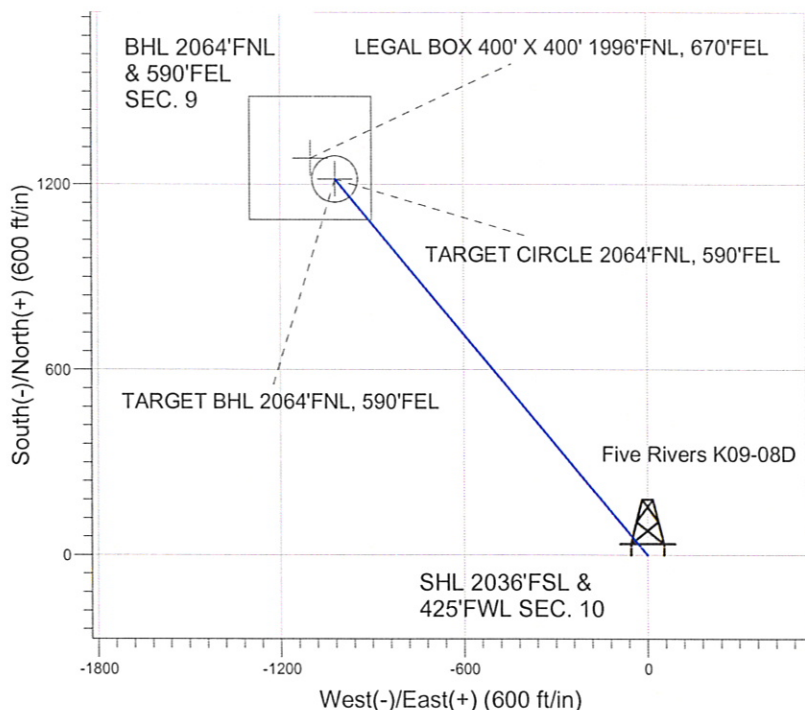 BHL 2064'FNL
& 590'FEL
SEC. 9
LEGAL BOX 400' X 400' 1996'FNL, 670'FEL
TARGET CIRCLE 2064'FNL, 590'FEL
TARGET BHL 2064'FNL, 590'FEL
Five Rivers K09-08D
SHL 2036'FSL &
425'FWL SEC. 10
South(-)/North(+) (600 ft/in)
1200
600
0
-1800
-1200
-600
0
West(-)/East(+) (600 ft/in)